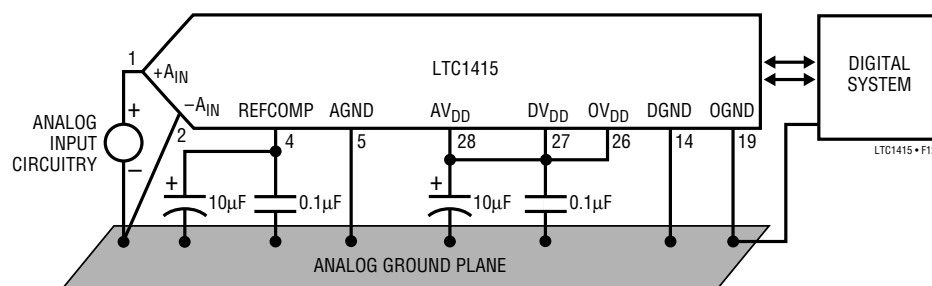 1
+AIN
LTC1415
DIGITAL
SYSTEM
−AIN
REFCOMP
AGND
AVDD
DVDD
OVDD
DGND
OGND
2
4
5
28
27
26
14
19
ANALOG
INPUT
CIRCUITRY
+
−
LTC1415 • F1
+
10µF
0.1µF
+
10µF
0.1µF
ANALOG GROUND PLANE